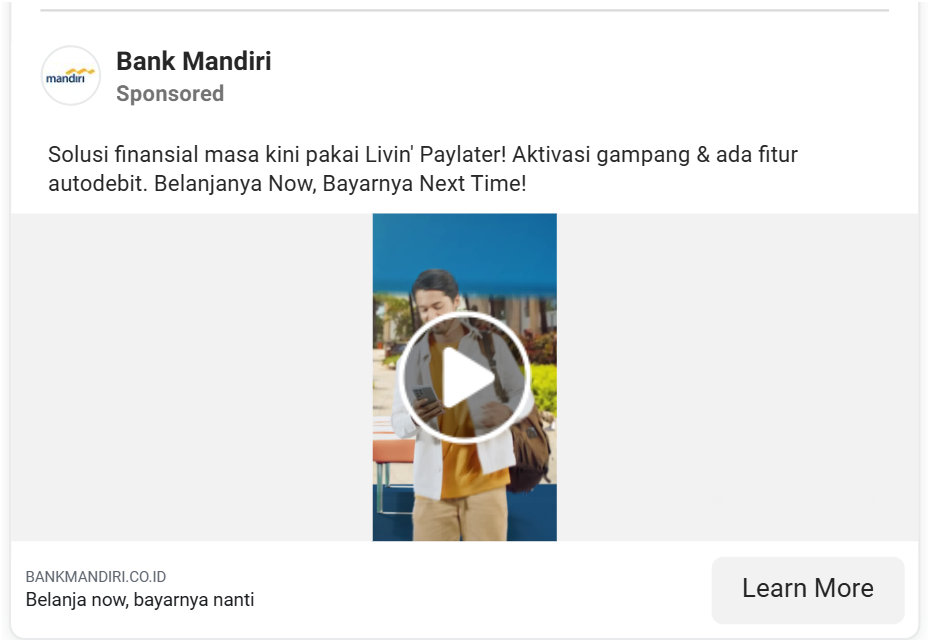 mandiri
Bank Mandiri
Sponsored
Solusi finansial masa kini pakai Livin' Paylater! Aktivasi gampang & ada fitur
autodebit. Belanjanya Now, Bayarnya Next Time!
BANKMANDIRI.CO.ID
Belanja now, bayarnya nanti
Learn More